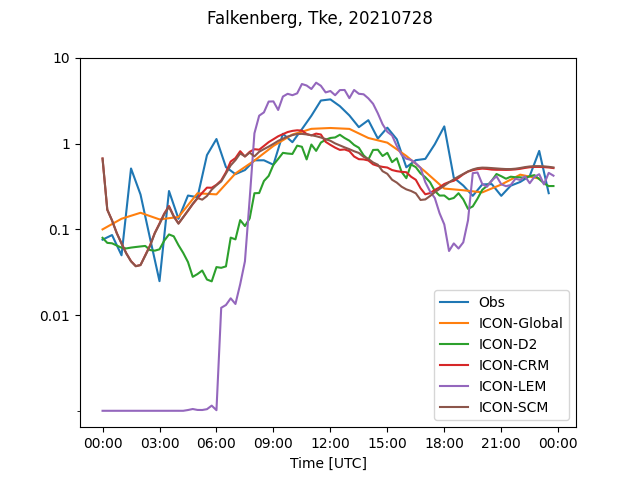 Falkenberg, Tke, 20210728
10
1
0.1
0.01
Obs
ICON-Global
ICON-D2
ICON-CRM
ICON-LEM
ICON-SCM
00:00 03:00 06:00 09:00 12:00 15:00 18:00 21:00 00:00
Time [UTC]